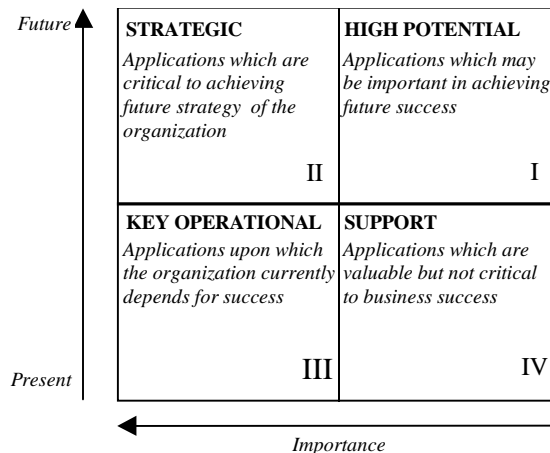 Future
STRATEGIC
Applications which are
critical to achieving
future strategy of the
organization
II
HIGH POTENTIAL
Applications which may
be important in achieving
future success
I
KEY OPERATIONAL
Applications upon which
the organization currently
depends for success
III
SUPPORT
Applications which are
valuable but not critical
to business success
IV
Present
Importance